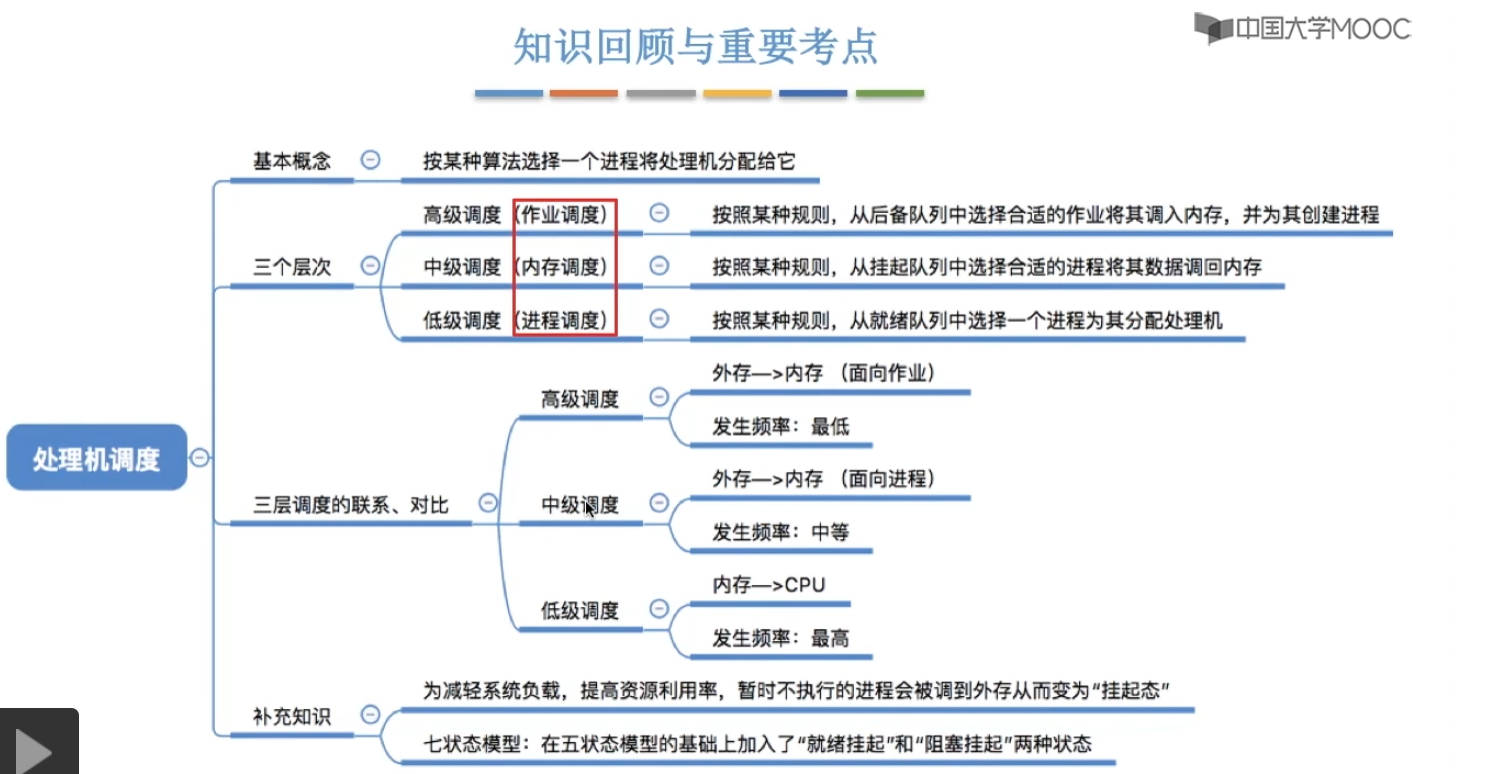 知识回顾与重要考点
中国大学MOOC
基本概念
按某种算法选择一个进程将处理机分配给它
三个层次
高级调度（作业调度）
按照某种规则，从后备队列中选择合适的作业将其调入内存，并为其创建进程
中级调度（内存调度）
按照某种规则，从挂起队列中选择合适的进程将其数据调回内存
低级调度（进程调度）
按照某种规则，从就绪队列中选择一个进程为其分配处理机
处理机调度
三层调度的联系、对比
高级调度
外存—>内存 （面向作业）
发生频率：最低
中级调度
外存—>内存 （面向进程）
发生频率：中等
低级调度
内存—>CPU
发生频率：最高
补充知识
为减轻系统负载，提高资源利用率，暂时不执行的进程会被调到外存从而变为“挂起态”
七状态模型：在五状态模型的基础上加入了“就绪挂起”和“阻塞挂起”两种状态